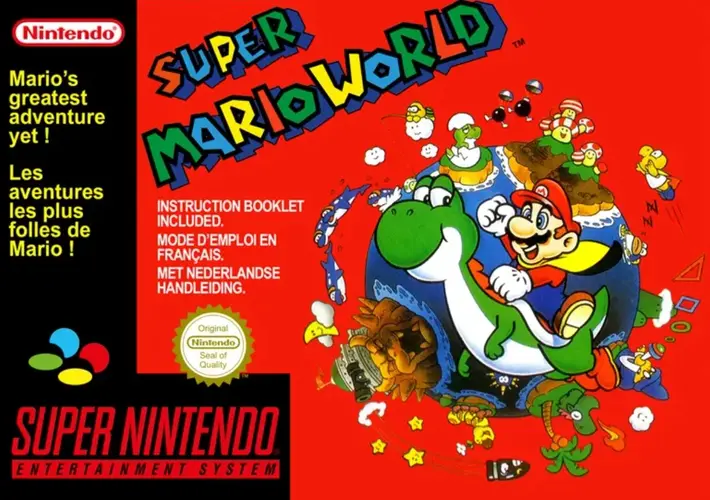 Nintendo
Mario's
greatest
adventure
yet !
Les
aventures
les plus
folles de
Mario !
SUPER
MARIO WORLD ™
INSTRUCTION BOOKLET
INCLUDED.
MODE D'EMPLOI EN
FRANÇAIS.
MET NEDERLANDSE
HANDLEIDING.
Original
Nintendo
Seal of
Quality
SUPER NINTENDO
ENTERTAINMENT SYSTEM